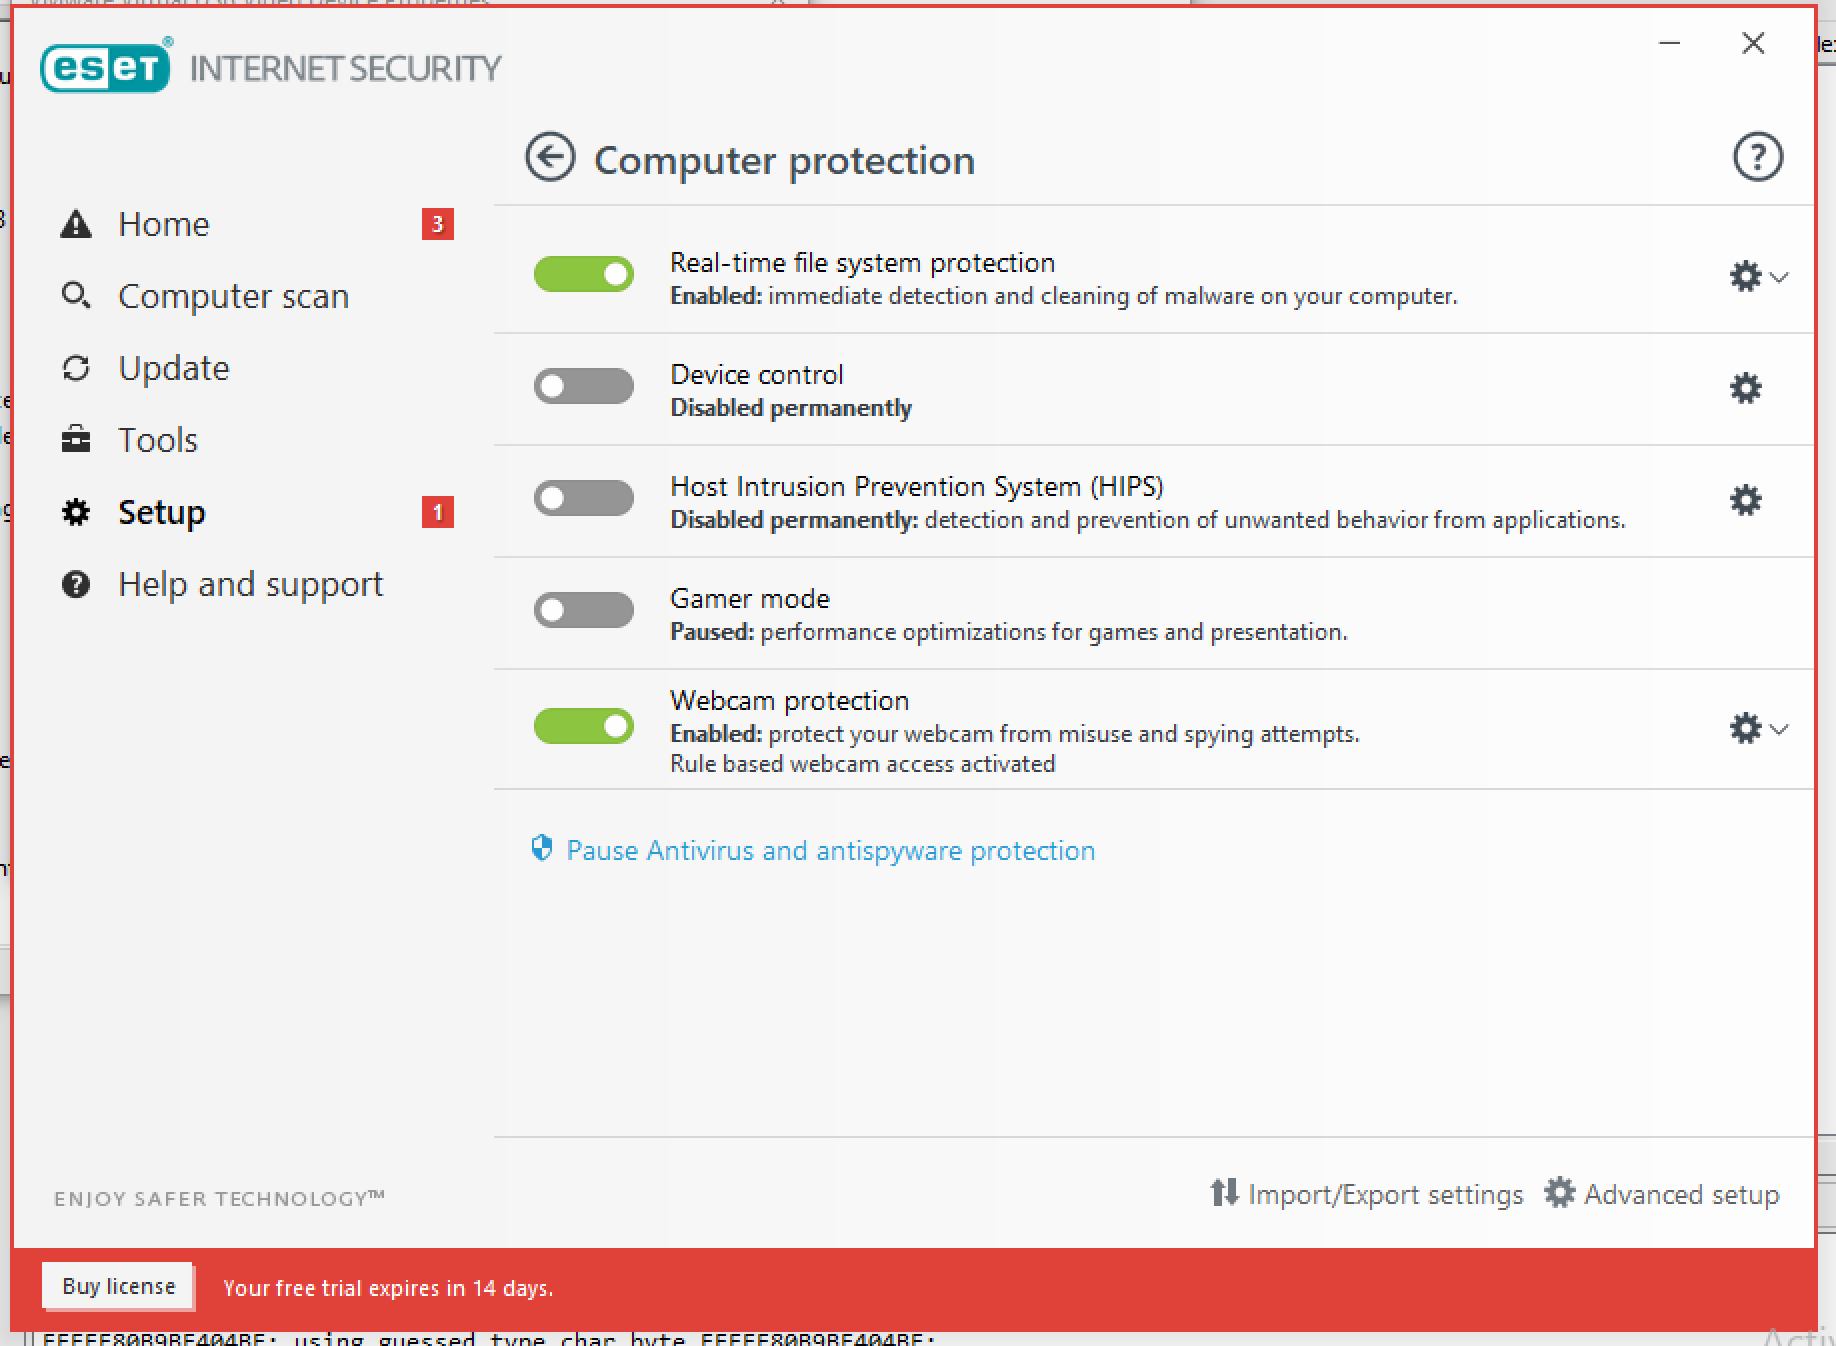 eset® INTERNET SECURITY
Computer protection
Home 3
Computer scan
Update
Tools
Setup 1
Help and support
Real-time file system protection
Enabled: immediate detection and cleaning of malware on your computer.
Device control
Disabled permanently
Host Intrusion Prevention System (HIPS)
Disabled permanently: detection and prevention of unwanted behavior from applications.
Gamer mode
Paused: performance optimizations for games and presentation.
Webcam protection
Enabled: protect your webcam from misuse and spying attempts.
Rule based webcam access activated
Pause Antivirus and antispyware protection
ENJOY SAFER TECHNOLOGY™
Import/Export settings Advanced setup
Buy license Your free trial expires in 14 days.
using guessed type char byte